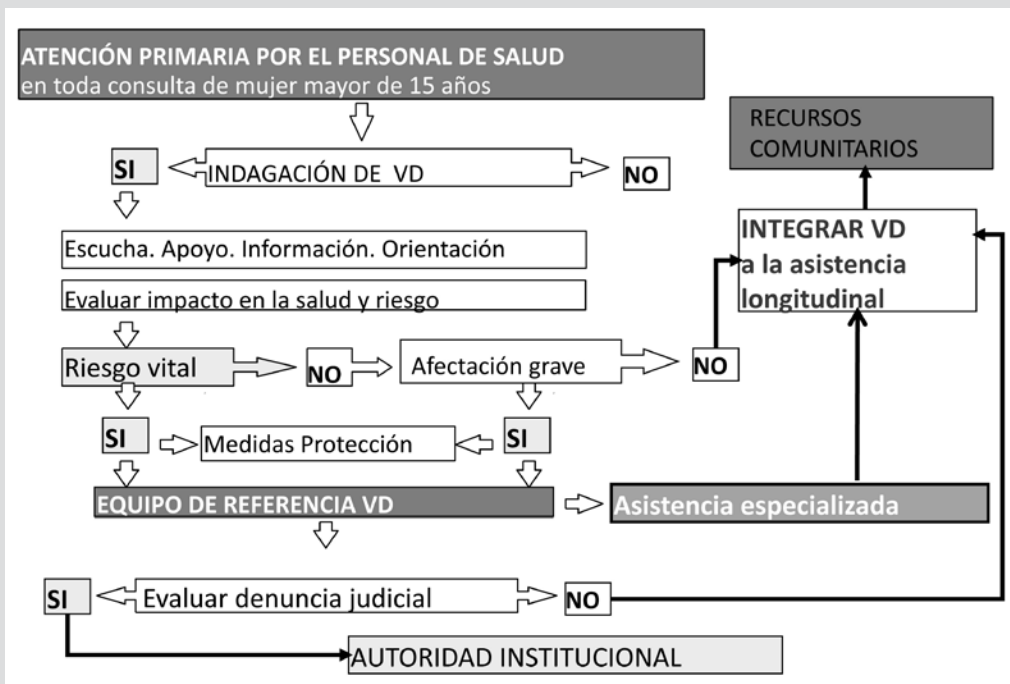 ATENCIÓN PRIMARIA POR EL PERSONAL DE SALUD
en toda consulta de mujer mayor de 15 años
RECURSOS
COMUNITARIOS
SI
INDAGACIÓN DE VD
NO
INTEGRAR VD
a la asistencia
longitudinal
Escucha. Apoyo. Información. Orientación
Evaluar impacto en la salud y riesgo
Riesgo vital
NO
Afectación grave
NO
SI
Medidas Protección
SI
EQUIPO DE REFERENCIA VD
Asistencia especializada
SI
Evaluar denuncia judicial
NO
AUTORIDAD INSTITUCIONAL